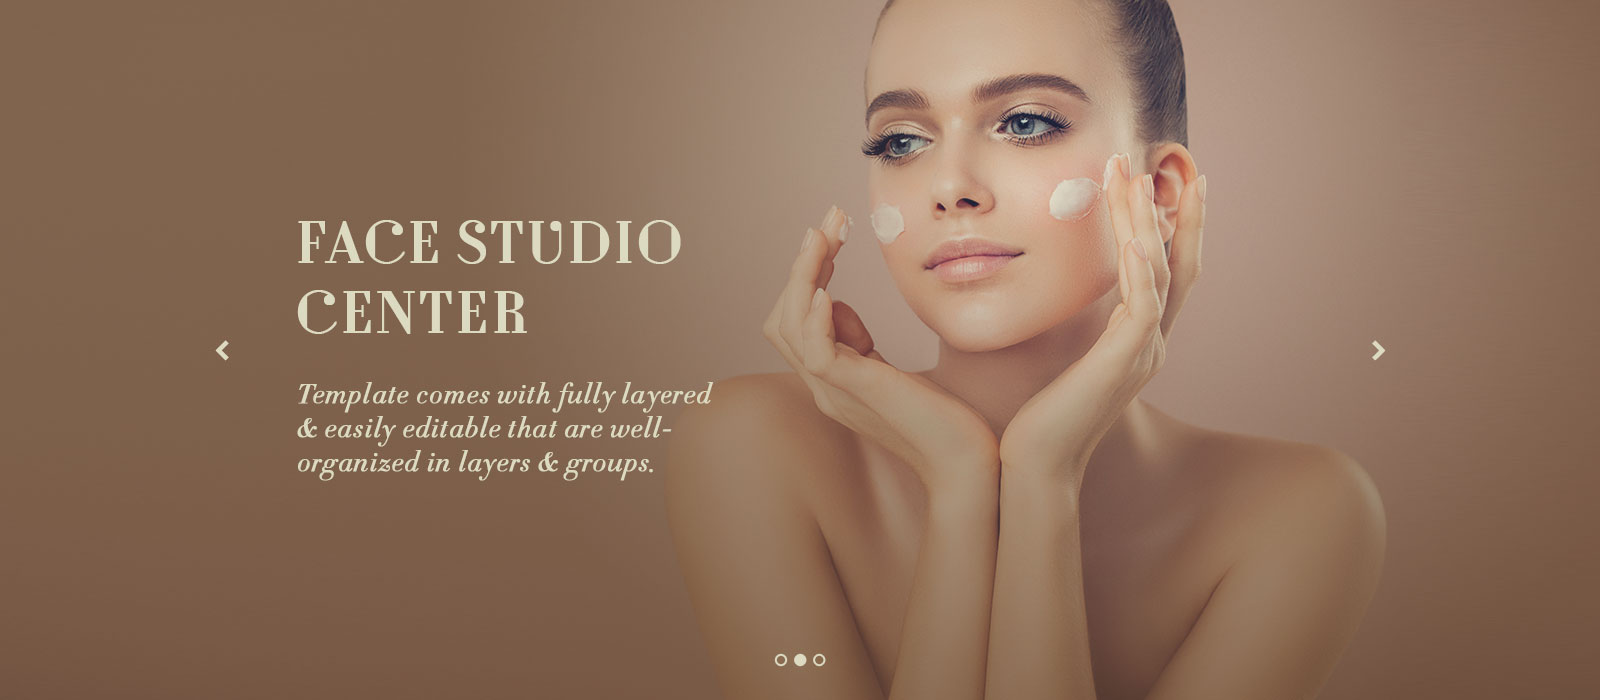 FACE STUDIO
CENTER
Template comes with fully layered
& easily editable that are well-
organized in layers & groups.